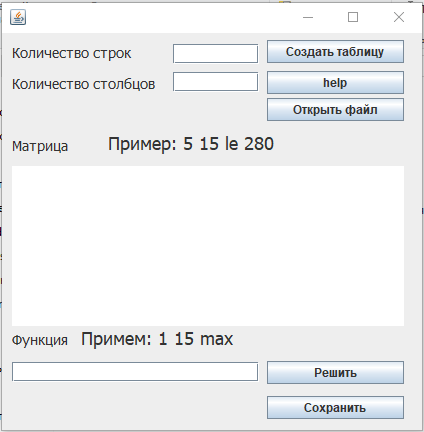 Количество строк
Создать таблицу
Количество столбцов
help
Открыть файл
Матрица
Пример: 5 15 le 280
Функция
Примем: 1 15 max
Решить
Сохранить